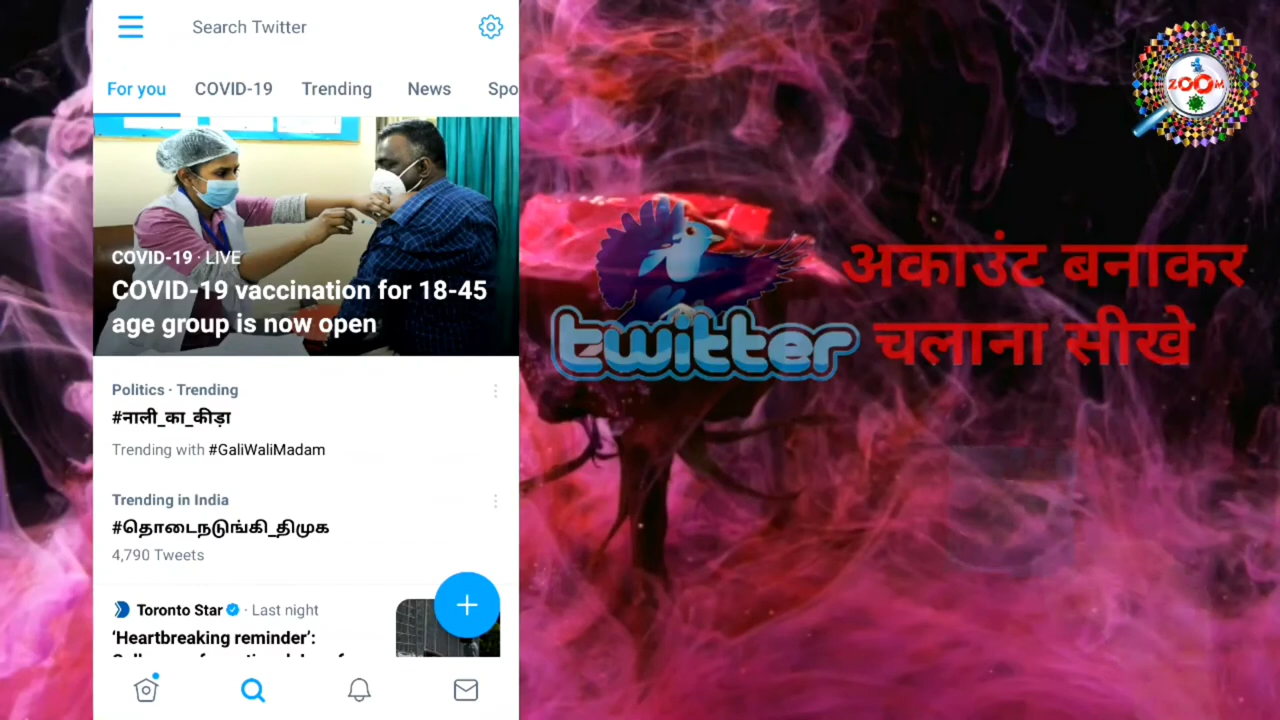 Search Twitter
For you
COVID-19
Trending
News
Spo
COVID-19 · LIVE
COVID-19 vaccination for 18-45
age group is now open
Politics · Trending
#नाली_का_कीड़ा
Trending with #GaliWaliMadam
Trending in India
#தொடைநடுங்கி_திமுக
4,790 Tweets
Toronto Star · Last night
‘Heartbreaking reminder’:
twitter
अकाउंट बनाकर
चलाना सीखे
ZOOM